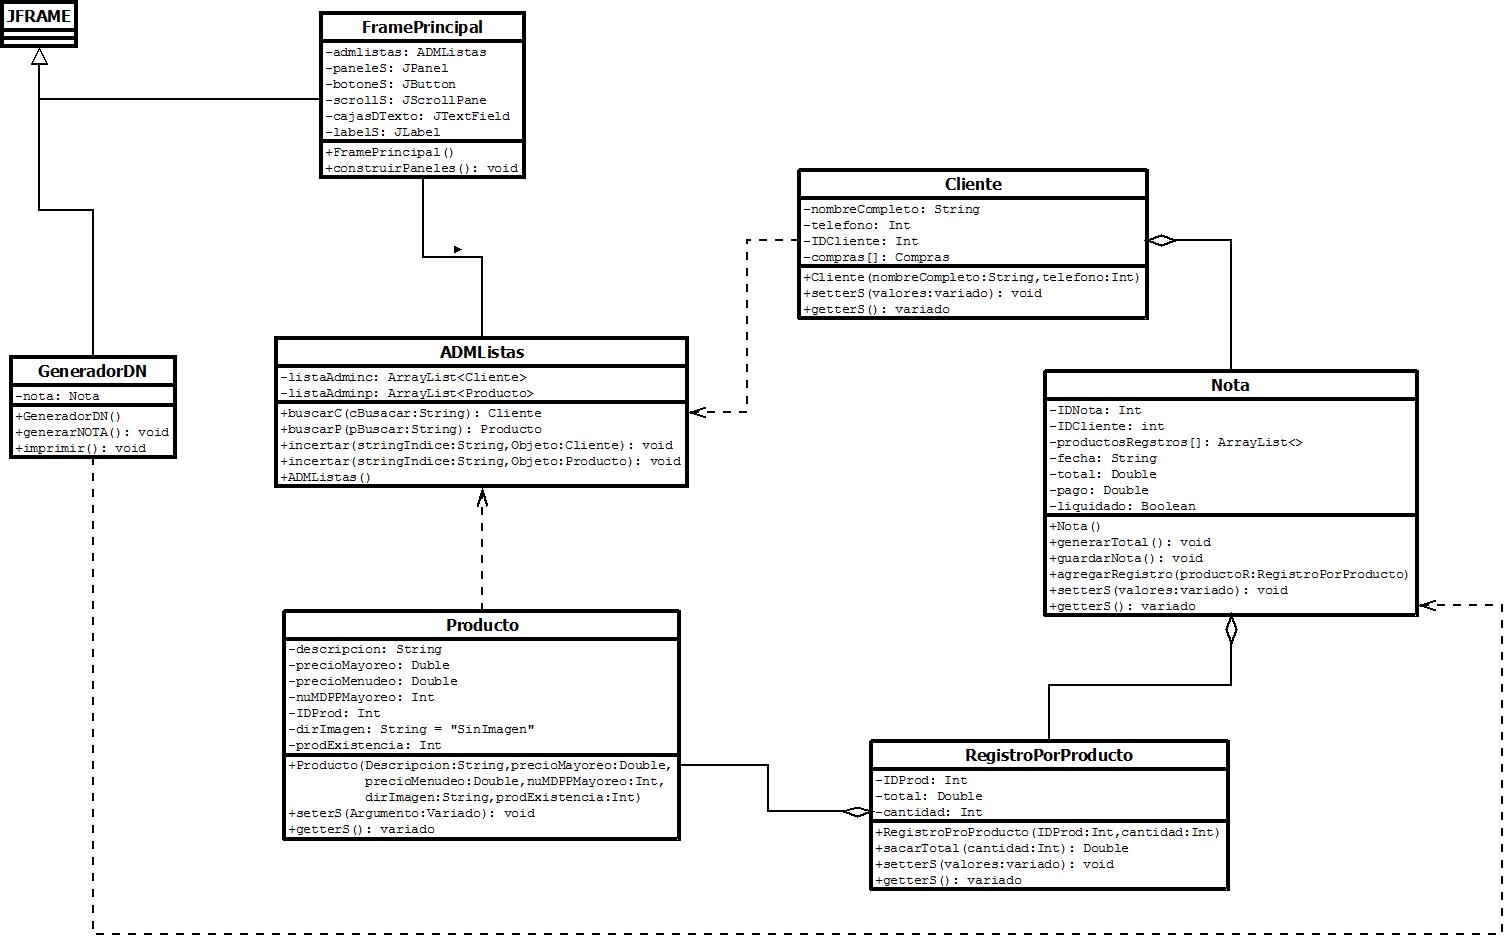 JFRAME
FramePrincipal
-admlistas: ADMListas
-paneleS: JPanel
-botoneS: JButton
-scrollS: JScrollPane
-cajasDTexto: JTextField
-labelS: JLabel
+FramePrincipal()
+construirPaneles(): void
Cliente
-nombreCompleto: String
-telefono: Int
-IDCliente: Int
-compras[]: Compras
+Cliente(nombreCompleto:String,telefono:Int)
+setterS(valores:variado): void
+getterS(): variado
GeneradorDN
-nota: Nota
+GeneradorDN()
+generarNOTA(): void
+imprimir(): void
ADMListas
-listaAdminc: ArrayList<Cliente>
-listaAdminp: ArrayList<Producto>
+buscarC(cBusacar:String): Cliente
+buscarP(pBuscar:String): Producto
+incertar(stringIndice:String,Objeto:Cliente): void
+incertar(stringIndice:String,Objeto:Producto): void
+ADMListas()
Nota
-IDNota: Int
-IDCliente: int
-productosRegstros[]: ArrayList<>
-fecha: String
-total: Double
-pago: Double
-liquidado: Boolean
+Nota()
+generarTotal(): void
+guardarNota(): void
+agregarRegistro(productoR:RegistroPorProducto)
+setterS(valores:variado): void
+getterS(): variado
Producto
-descripcion: String
-precioMayoreo: Duble
-precioMenudeo: Double
-nuMDPPMayoreo: Int
-IDProd: Int
-dirImagen: String = "SinImagen"
-prodExistencia: Int
+Producto(Descripcion:String,precioMayoreo:Double,
precioMenudeo:Double,nuMDPPMayoreo:Int,
dirImagen:String,prodExistencia:Int)
+seterS(Argumento:Variado): void
+getterS(): variado
RegistroPorProducto
-IDProd: Int
-total: Double
-cantidad: Int
+RegistroProProducto(IDProd:Int,cantidad:Int)
+sacarTotal(cantidad:Int): Double
+setterS(valores:variado): void
+getterS(): variado